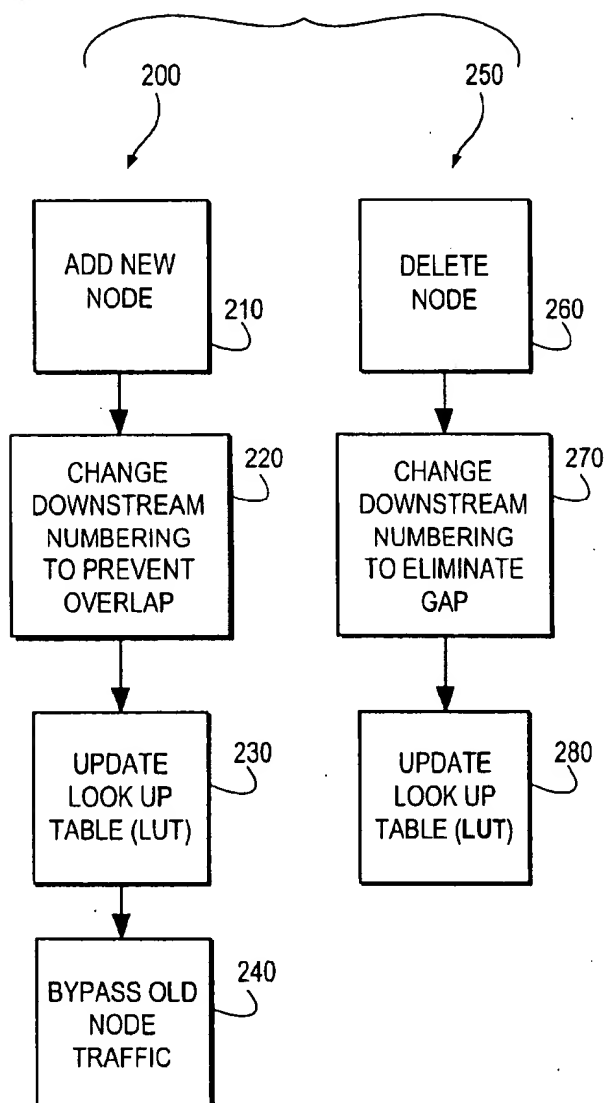 200
250
ADD NEW
NODE
210
DELETE
NODE
260
CHANGE
DOWNSTREAM
NUMBERING
TO PREVENT
OVERLAP
220
CHANGE
DOWNSTREAM
NUMBERING
TO ELIMINATE
GAP
270
UPDATE
LOOK UP
TABLE (LUT)
230
UPDATE
LOOK UP
TABLE (LUT)
280
BYPASS OLD
NODE
TRAFFIC
240